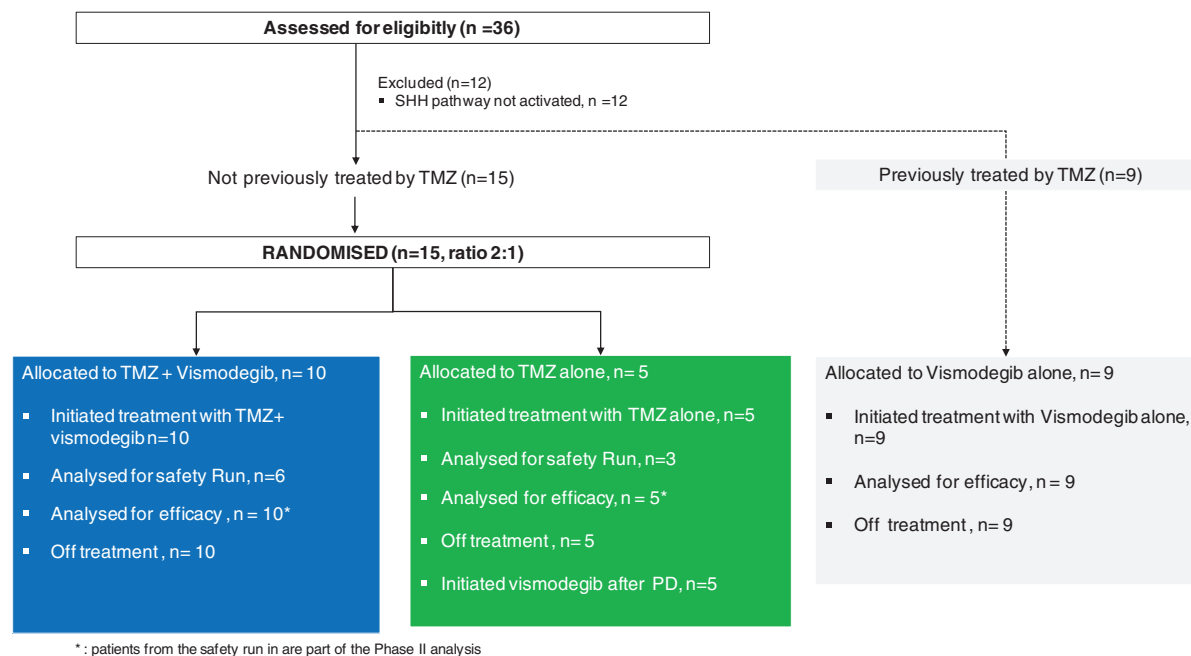 Assessed for eligibitly (n =36)
Excluded (n=12)
▪ SHH pathway not activated, n =12
Not previously treated by TMZ (n=15)
Previously treated by TMZ (n=9)
RANDOMISED (n=15, ratio 2:1)
Allocated to TMZ + Vismodegib, n= 10
▪ Initiated treatment with TMZ+
vismodegib n=10
▪ Analysed for safety Run, n=6
▪ Analysed for efficacy , n = 10*
▪ Off treatment , n= 10
Allocated to TMZ alone, n= 5
▪ Initiated treatment with TMZ alone, n=5
▪ Analysed for safety Run, n=3
▪ Analysed for efficacy, n = 5*
▪ Off treatment , n= 5
▪ Initiated vismodegib after PD, n=5
Allocated to Vismodegib alone, n= 9
▪ Initiated treatment with Vismodegib alone,
n=9
▪ Analysed for efficacy, n = 9
▪ Off treatment , n= 9
* : patients from the safety run in are part of the Phase II analysis